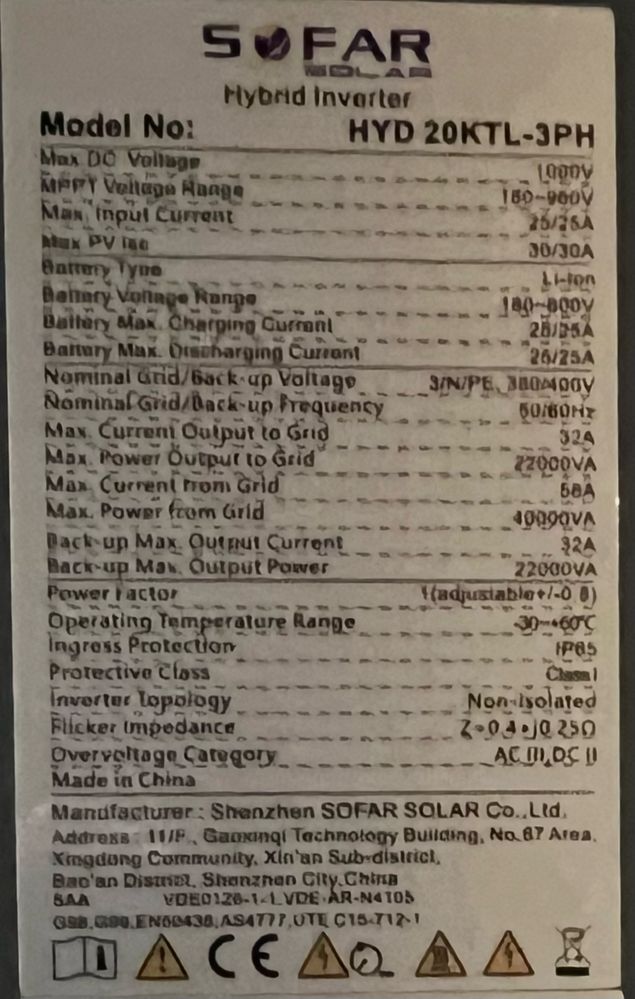 SOFAR
SOLAR
Hybrid Inverter
Model No: HYD 20KTL-3PH
Max DC Voltage 1000V
MPPT Voltage Range 180~960V
Max. Input Current 25/25A
Max PV Isc 30/30A
Battery Type Li-Ion
Battery Voltage Range 180~800V
Battery Max. Charging Current 25/25A
Battery Max. Discharging Current 25/25A
Nominal Grid/Back-up Voltage 3/N/PE, 380/400V
Nominal Grid/Back-up Frequency 50/60Hz
Max. Current Output to Grid 32A
Max. Power Output to Grid 22000VA
Max. Current from Grid 58A
Max. Power from Grid 40000VA
Back-up Max. Output Current 32A
Back-up Max. Output Power 22000VA
Power Factor 1(adjustable+/-0.8)
Operating Temperature Range -30~+60°C
Ingress Protection IP65
Protective Class Class I
Inverter Topology Non-Isolated
Flicker Impedance Z=0.4+j0.25Ω
Overvoltage Category AC III,DC II
Made in China
Manufacturer : Shenzhen SOFAR SOLAR Co.,Ltd.
Address : 11/F., Gaoxinqi Technology Building, No.67 Area,
Xingdong Community, Xin'an Sub-district,
Bao'an District, Shenzhen City,China
SAA VDE0126-1-1,VDE-AR-N4105
G98,G99,EN50438,AS4777,UTE C15-712-1
CE